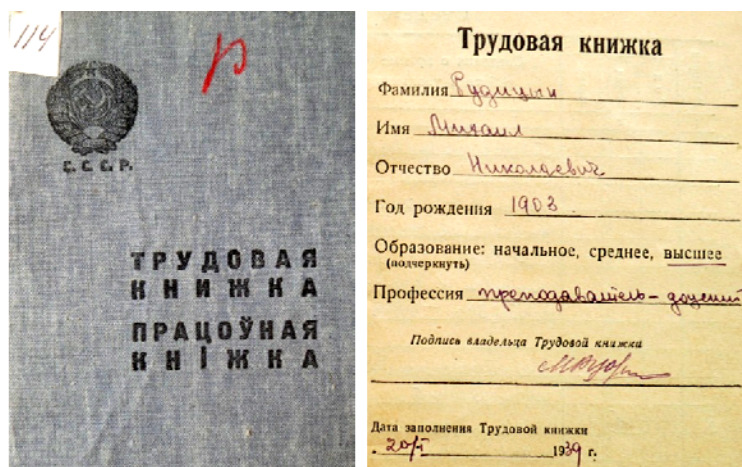 114
С.С.С.Р.
ТРУДОВАЯ
КНИЖКА
ПРАЦОЎНАЯ
КНІЖКА
Трудовая книжка
Фамилия Рудицын
Имя Михаил
Отчество Николаевич
Год рождения 1903
Образование: начальное, среднее, высшее
(подчеркнуть)
Профессия преподаватель-доцент
Подпись владельца Трудовой книжки
Дата заполнения Трудовой книжки
20/I 1939 г.